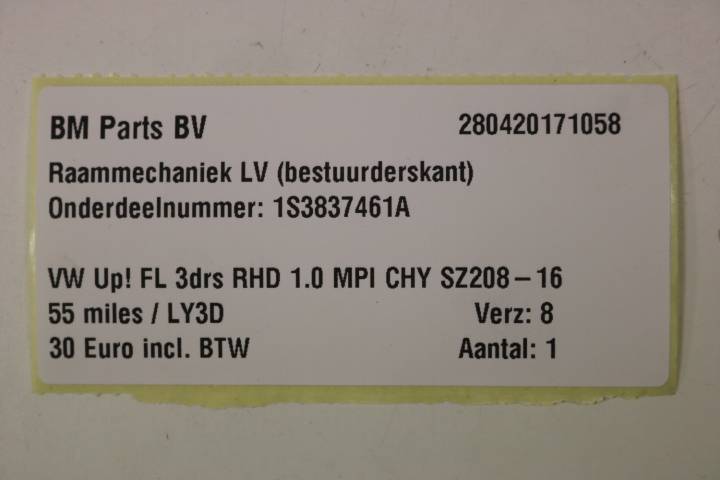 BM Parts BV 280420171058
Raammechaniek LV (bestuurderskant)
Onderdeelnummer: 1S3837461A
VW Up! FL 3drs RHD 1.0 MPI CHY SZ208 – 16
55 miles / LY3D Verz: 8
30 Euro incl. BTW Aantal: 1